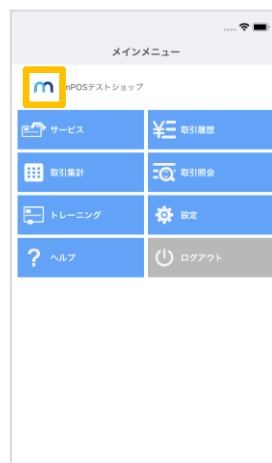 メインメニュー
mPOSテストショップ
サービス
取引履歴
取引集計
取引照会
トレーニング
設定
ヘルプ
ログアウト